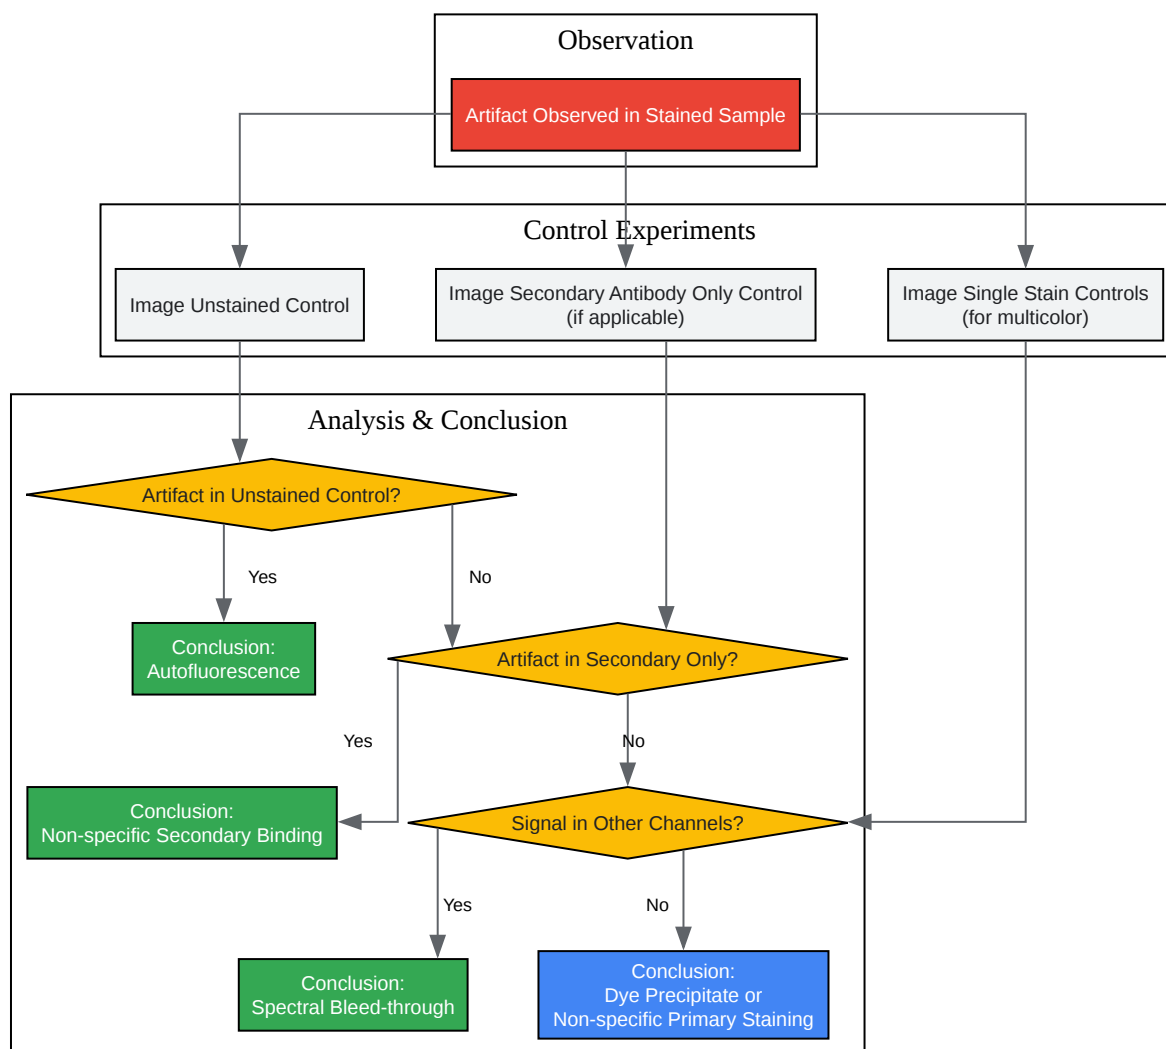 Observation
Artifact Observed in Stained Sample
Control Experiments
Image Unstained Control
Image Secondary Antibody Only Control
(if applicable)
Image Single Stain Controls
(for multicolor)
Analysis & Conclusion
Artifact in Unstained Control?
Yes
No
Conclusion:
Autofluorescence
Artifact in Secondary Only?
Yes
No
Conclusion:
Non-specific Secondary Binding
Signal in Other Channels?
Yes
No
Conclusion:
Spectral Bleed-through
Conclusion:
Dye Precipitate or
Non-specific Primary Staining